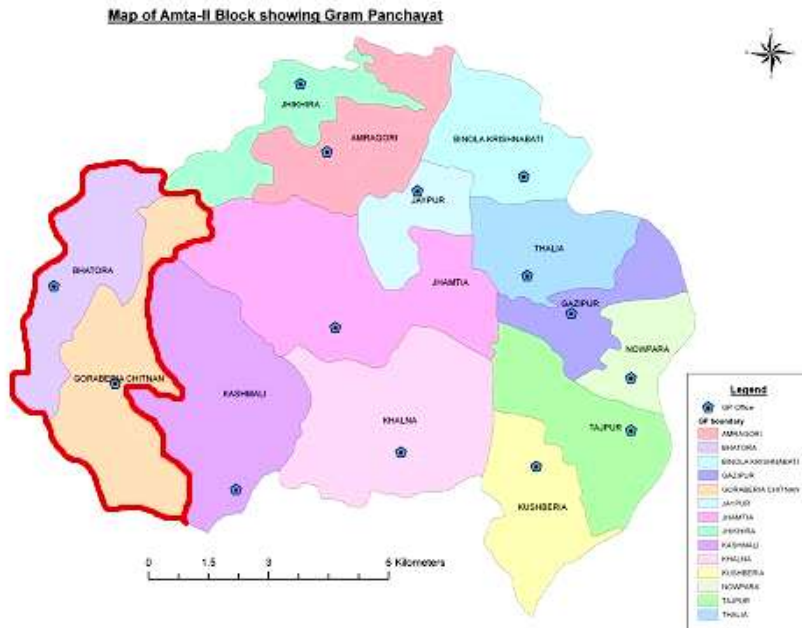 Map of Amta-II Block showing Gram Panchayat
JHIKHIRA
AMRAGORI
BINOLA KRISHNABATI
JAYPUR
BHATORA
THALIA
JHAMTIA
GAZIPUR
NOWPARA
GORABERIA CHITNAN
KASHMALI
KHALNA
TAJPUR
KUSHBERIA
0 1.5 3 6 Kilometers
Legend
GP Office
GP boundary
AMRAGORI
BHATORA
BINOLA KRISHNABATI
GAZIPUR
GORABERIA CHITNAN
JAYPUR
JHAMTIA
JHIKHIRA
KASHMALI
KHALNA
KUSHBERIA
NOWPARA
TAJPUR
THALIA